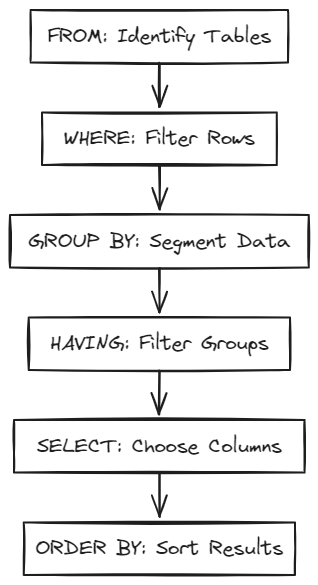 FROM: Identify Tables
WHERE: Filter Rows
GROUP BY: Segment Data
HAVING: Filter Groups
SELECT: Choose Columns
ORDER BY: Sort Results